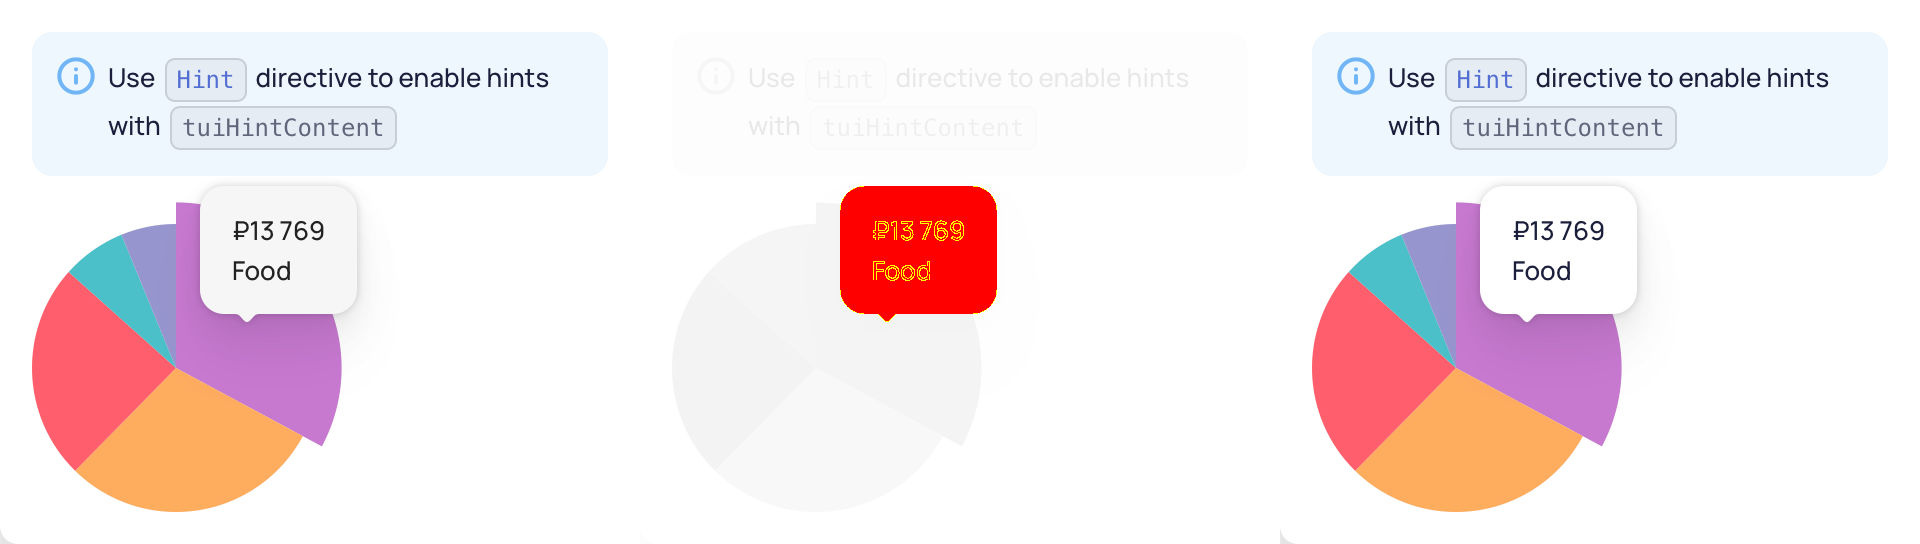 Use Hint directive to enable hints
with tuiHintContent
₽13 769
Food
Use Hint directive to enable hints
with tuiHintContent
₽13 769
Food
Use Hint directive to enable hints
with tuiHintContent
₽13 769
Food